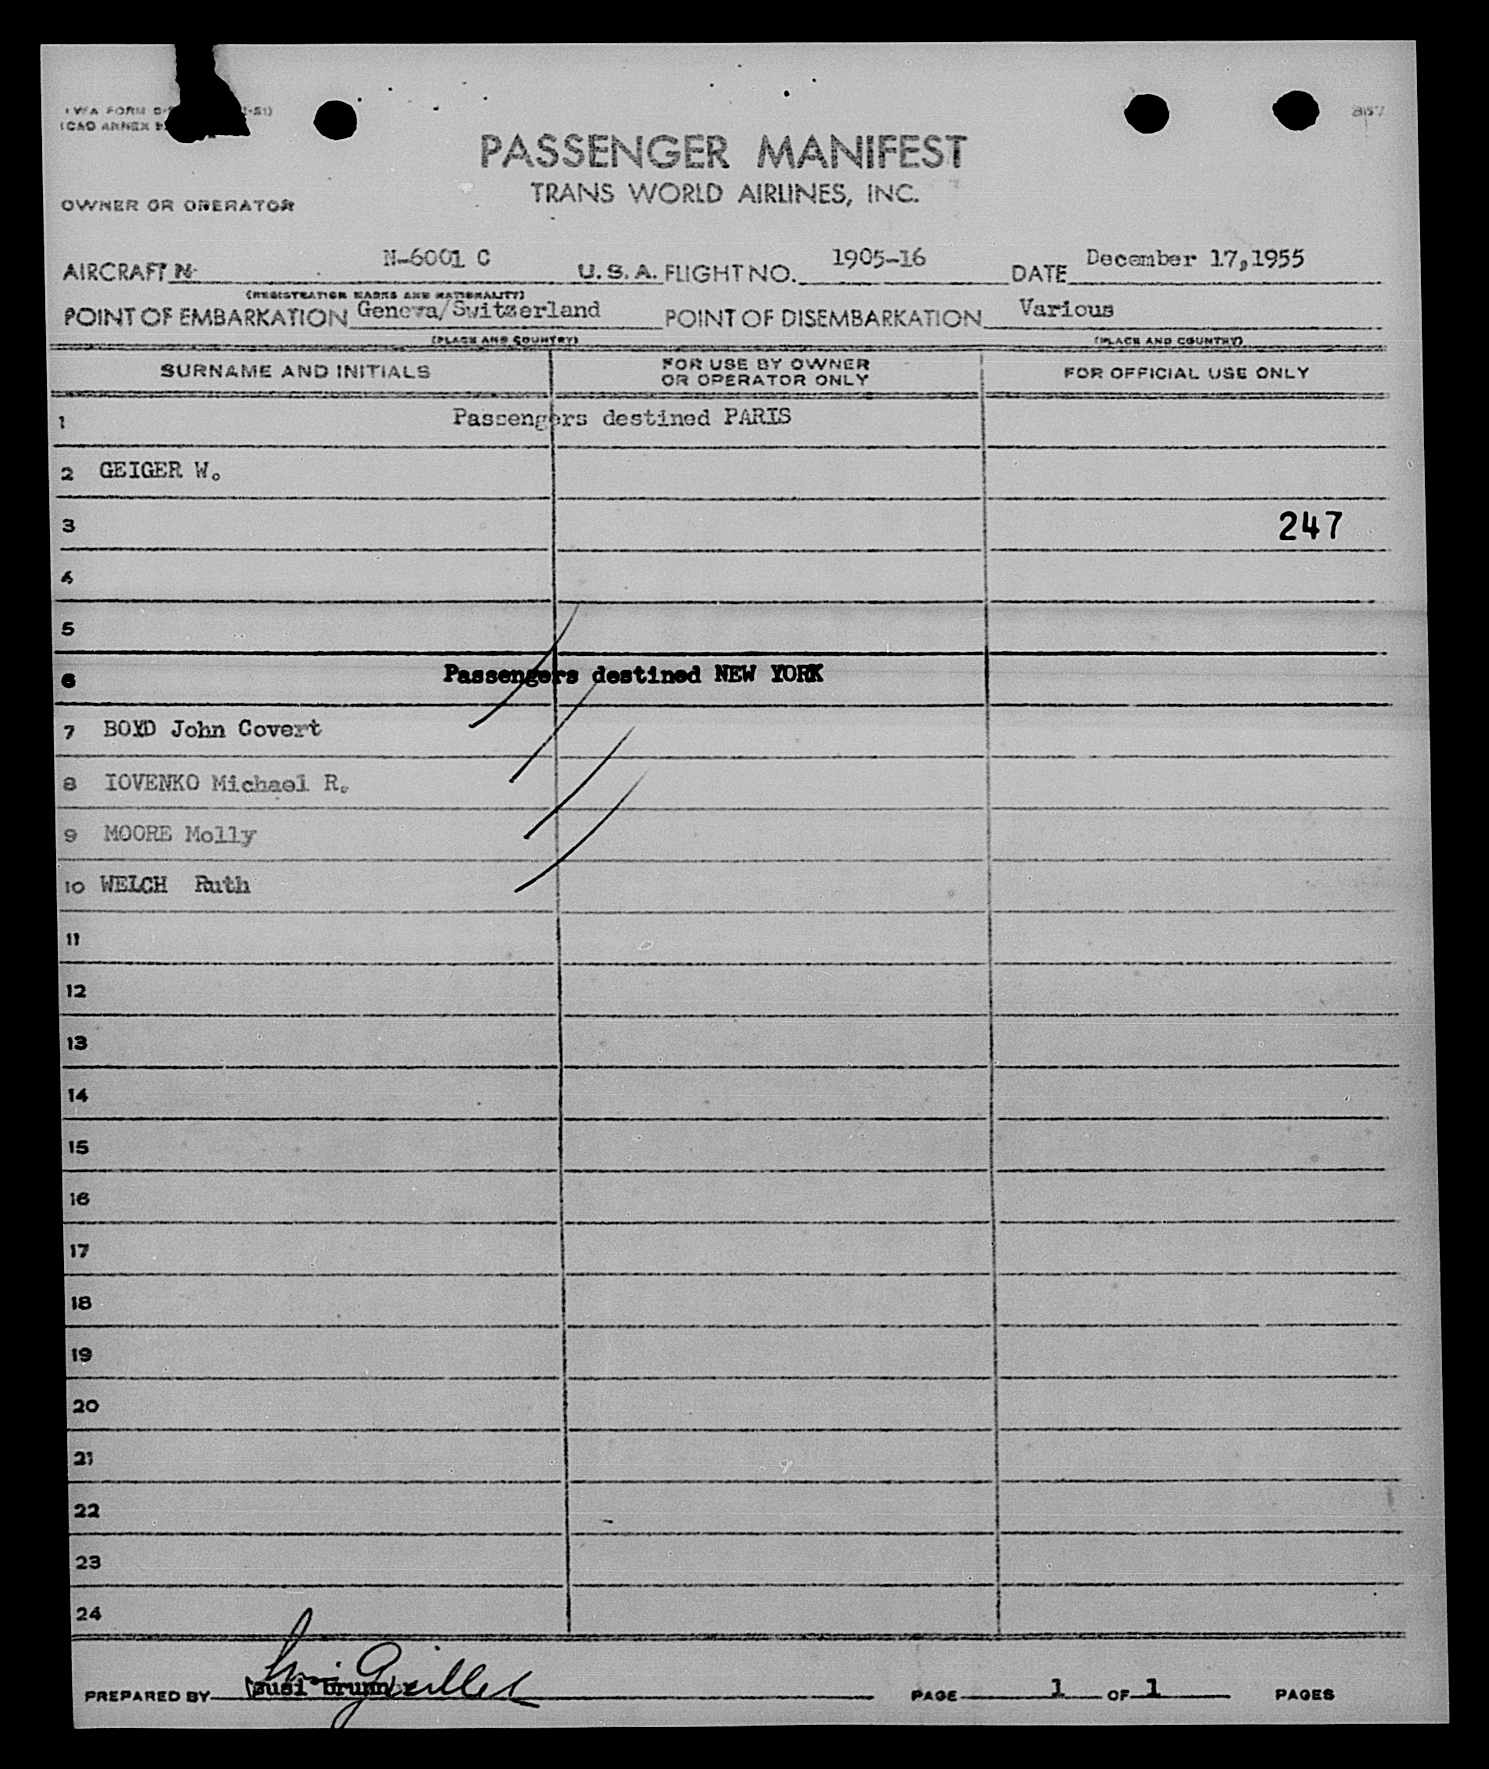 TWA FORM
ICAO ANNEX
PASSENGER MANIFEST
TRANS WORLD AIRLINES, INC.
OWNER OR OPERATOR
AIRCRAFT N- N-6001 C U.S.A. FLIGHT NO. 1905-16 DATE December 17,1955
(REGISTRATION MARKS AND NATIONALITY)
POINT OF EMBARKATION Geneva/Switzerland POINT OF DISEMBARKATION Various
(PLACE AND COUNTRY) (PLACE AND COUNTRY)
SURNAME AND INITIALS FOR USE BY OWNER OR OPERATOR ONLY FOR OFFICIAL USE ONLY
1 Passengers destined PARIS
2 GEIGER W.
3 247
4
5
6 Passengers destined NEW YORK
7 BOYD John Covert
8 IOVENKO Michael R.
9 MOORE Molly
10 WELCH Ruth
11
12
13
14
15
16
17
18
19
20
21
22
23
24
PREPARED BY PAGE 1 OF 1 PAGES